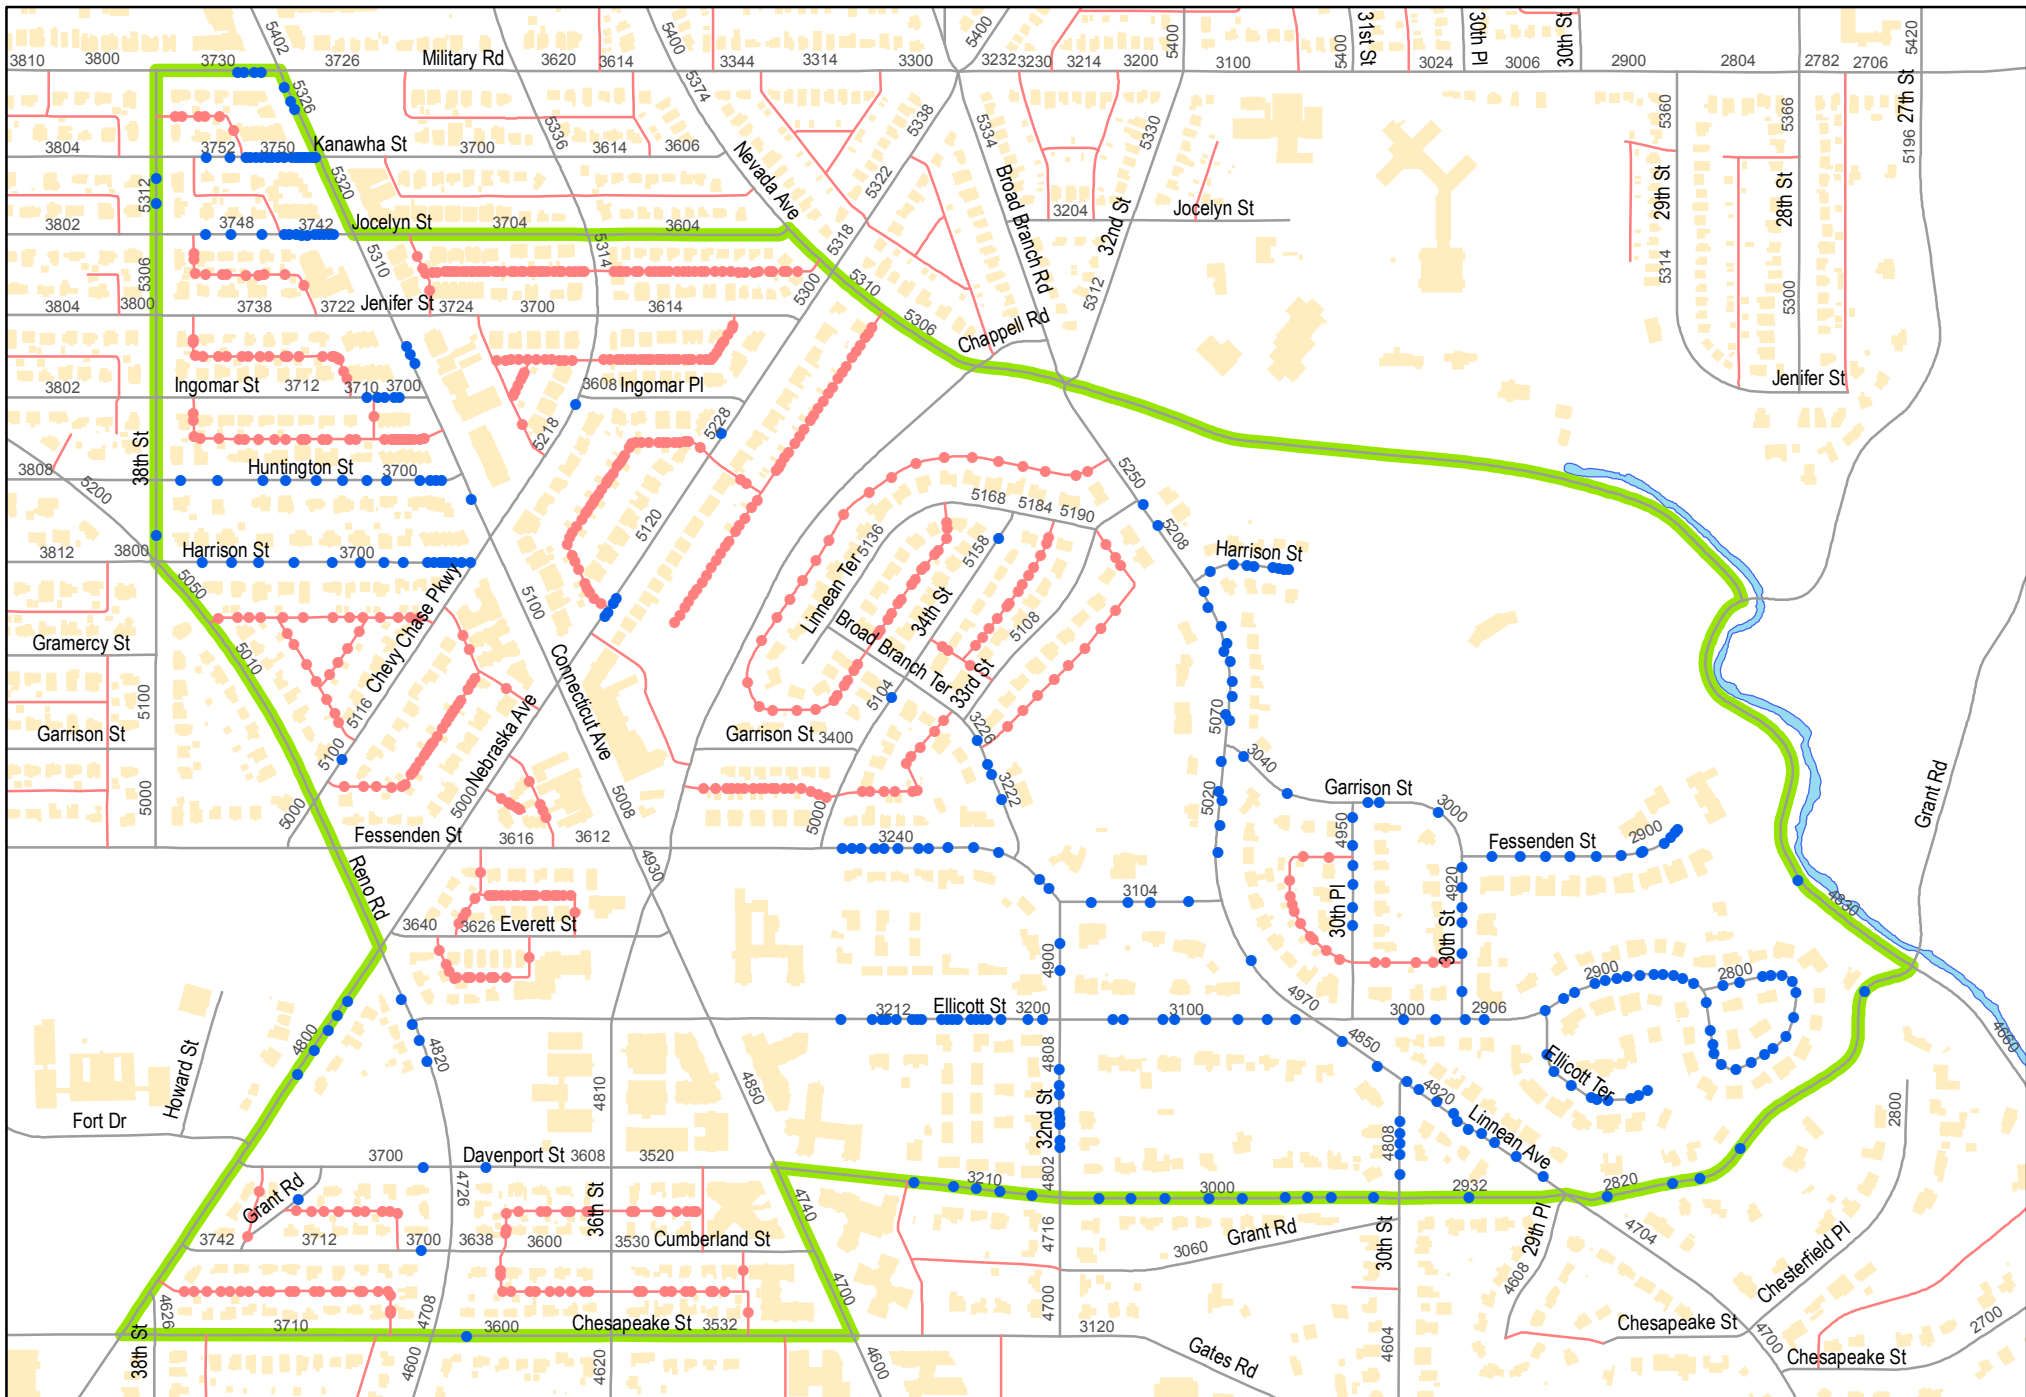 5402
5400
5400
5400
31st St
5400
30th Pl
30th St
5420
3810
3800
3730
3726
Military Rd
3620
3614
3344
3314
3300
3232
3230
3214
3200
3100
3024
3006
2900
2804
2782
2706
27th St
5326
5374
5338
5336
5334
5330
5360
5366
5196
3804
3752
3750
Kanawha St
3700
3614
3606
Nevada Ave
5322
Broad Branch Rd
5312
5320
3204
32nd St
Jocelyn St
29th St
28th St
3802
3748
3742
Jocelyn St
3704
3604
5318
5306
5310
5314
5300
5310
5312
5314
5300
3804
3800
3738
3722
Jenifer St
3724
3700
3614
5306
Chappell Rd
3802
Ingomar St
3712
3710
3700
3608
Ingomar Pl
Jenifer St
38th St
5218
5228
3808
5200
Huntington St
3700
5250
5168
5184
5190
5120
5136
5158
5208
3812
3800
Harrison St
3700
Harrison St
5050
Chevy Chase Pkwy
5100
Linnean Ter
34th St
5108
Gramercy St
5010
Connecticut Ave
Broad Branch Ter
33rd St
5100
5116
Nebraska Ave
5104
5070
Garrison St
5100
Garrison St
3400
3226
3040
Grant Rd
5000
5000
5000
5008
5000
3222
5020
Garrison St
3000
4950
Fessenden St
3616
3612
3240
Fessenden St
2900
Reno Rd
4930
3104
30th Pl
4920
30th St
4830
3640
3626
Everett St
4900
2900
2800
4970
3212
Ellicott St
3200
3100
3000
2906
Howard St
4800
4820
4810
4850
4808
4850
4660
Ellicott Ter
4820
Fort Dr
32nd St
4808
Linnean Ave
2800
3700
Davenport St
3608
3520
4802
3210
3000
2932
2820
Grant Rd
4726
36th St
4740
4716
Grant Rd
3060
30th St
29th Pl
4704
3742
3712
3700
3638
3600
3530
Cumberland St
4608
Chesterfield Pl
4626
4708
4700
4700
38th St
3710
3600
Chesapeake St
3532
3120
Chesapeake St
2700
4600
4620
4600
Gates Rd
4604
4700
Chesapeake St